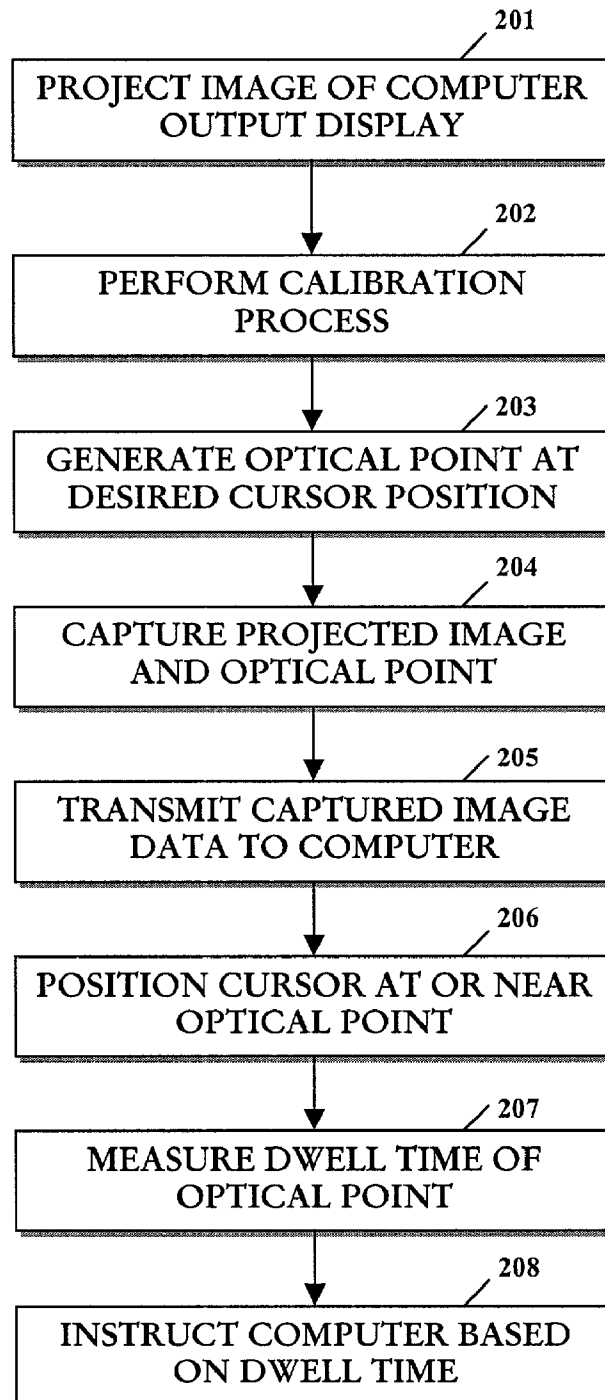 201
PROJECT IMAGE OF COMPUTER
OUTPUT DISPLAY
202
PERFORM CALIBRATION
PROCESS
203
GENERATE OPTICAL POINT AT
DESIRED CURSOR POSITION
204
CAPTURE PROJECTED IMAGE
AND OPTICAL POINT
205
TRANSMIT CAPTURED IMAGE
DATA TO COMPUTER
206
POSITION CURSOR AT OR NEAR
OPTICAL POINT
207
MEASURE DWELL TIME OF
OPTICAL POINT
208
INSTRUCT COMPUTER BASED
ON DWELL TIME